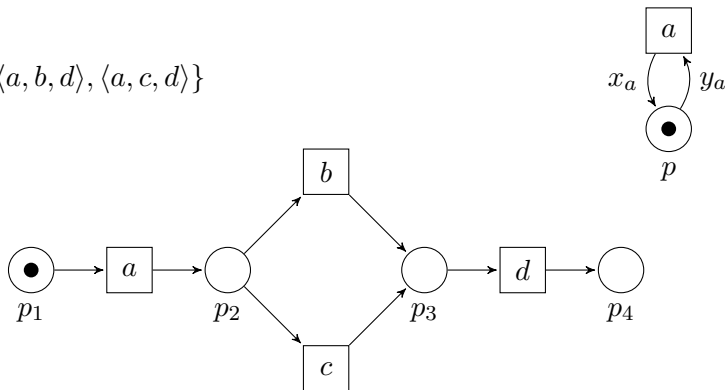 a
⟨a, b, d⟩, ⟨a, c, d⟩}
x_a y_a
p
b
a d
p_1 p_2 p_3 p_4
c